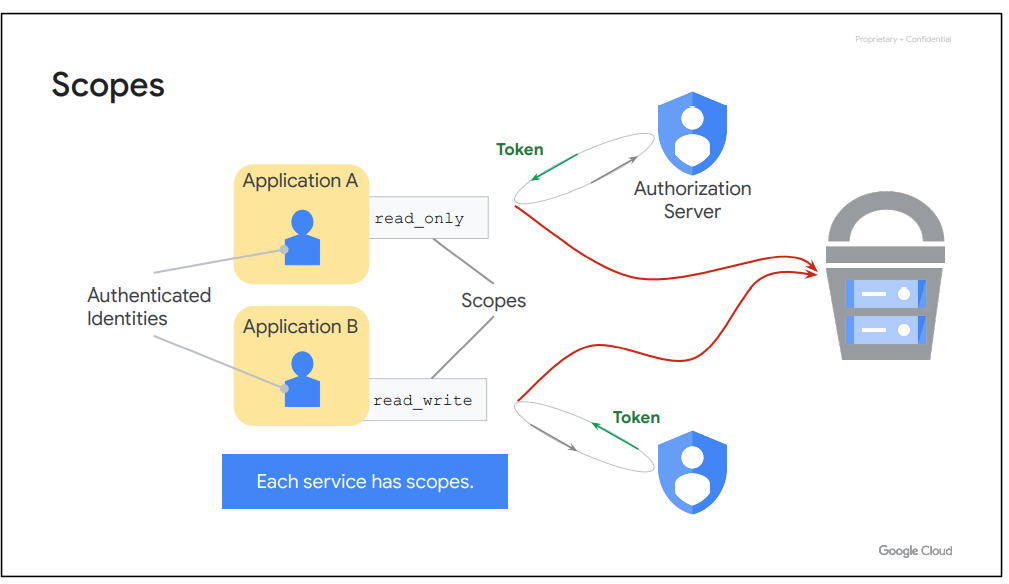 Proprietary + Confidential
Scopes
Token
Authorization
Server
Application A
read_only
Authenticated
Identities
Scopes
Application B
read_write
Token
Each service has scopes.
Google Cloud